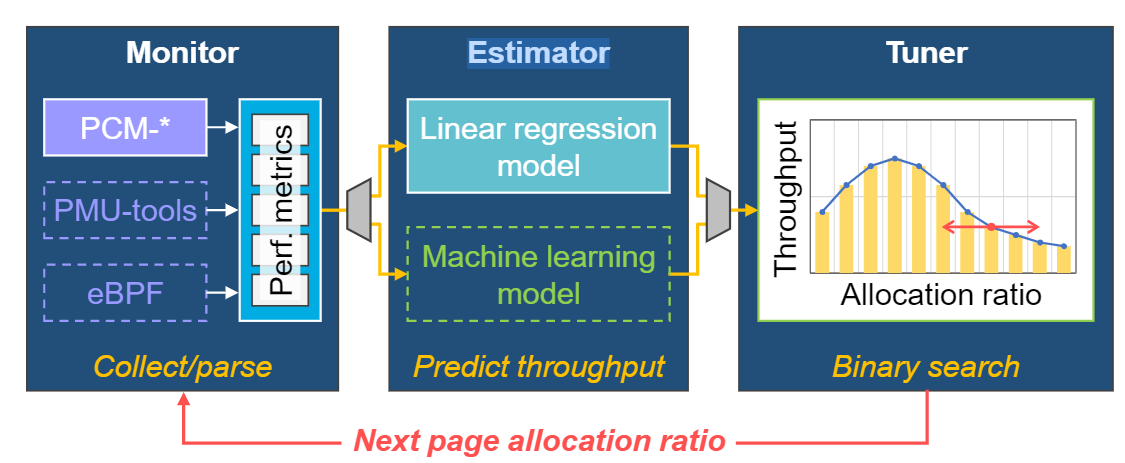 Monitor
PCM-*
PMU-tools
eBPF
Perf. metrics
Collect/parse
Estimator
Linear regression
model
Machine learning
model
Predict throughput
Tuner
Throughput
Allocation ratio
Binary search
Next page allocation ratio